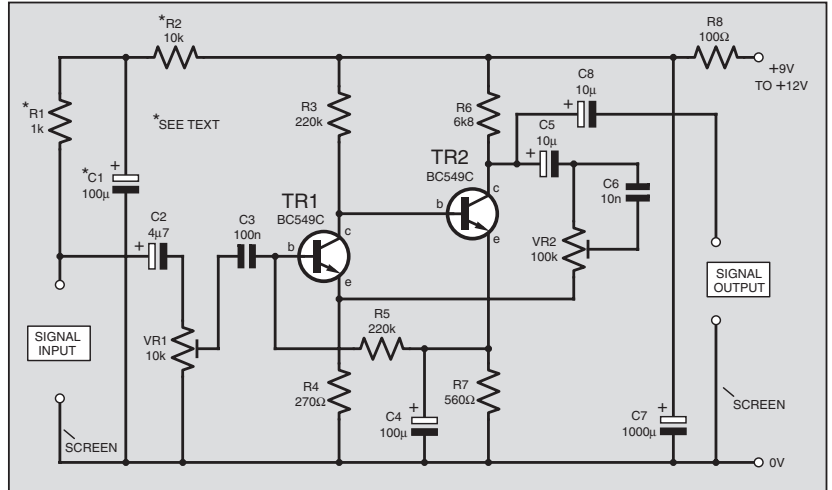 *R2
10k
R8
100Ω
+9V
TO +12V
C8
10µ
+
*R1
1k
*SEE TEXT
R3
220k
R6
6k8
C5
10µ
+
TR2
BC549C
*C1
100µ
+
C6
10n
TR1
BC549C
C2
4µ7
+
C3
100n
b
c
e
b
c
e
VR2
100k
SIGNAL
INPUT
SIGNAL
OUTPUT
VR1
10k
R5
220k
R4
270Ω
R7
560Ω
C4
100µ
+
C7
1000µ
+
SCREEN
SCREEN
0V